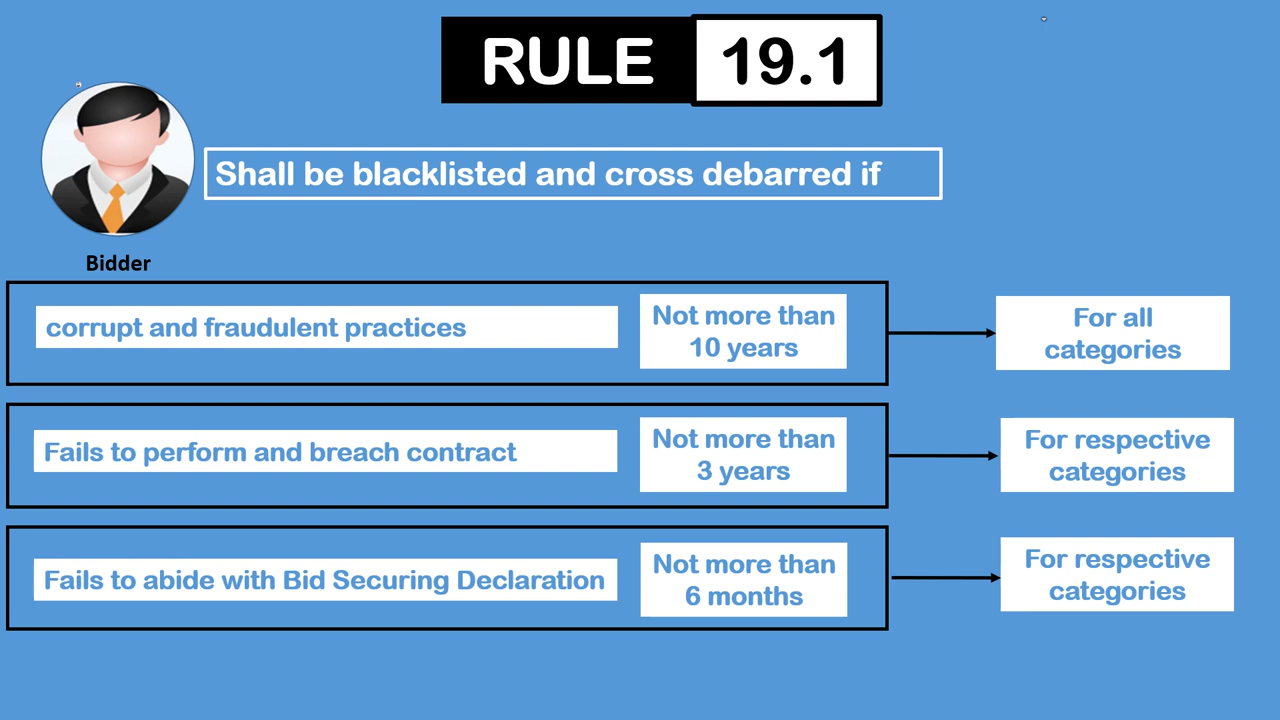 RULE 19.1
Shall be blacklisted and cross debarred if
Bidder
corrupt and fraudulent practices
Not more than
10 years
For all
categories
Fails to perform and breach contract
Not more than
3 years
For respective
categories
Fails to abide with Bid Securing Declaration
Not more than
6 months
For respective
categories